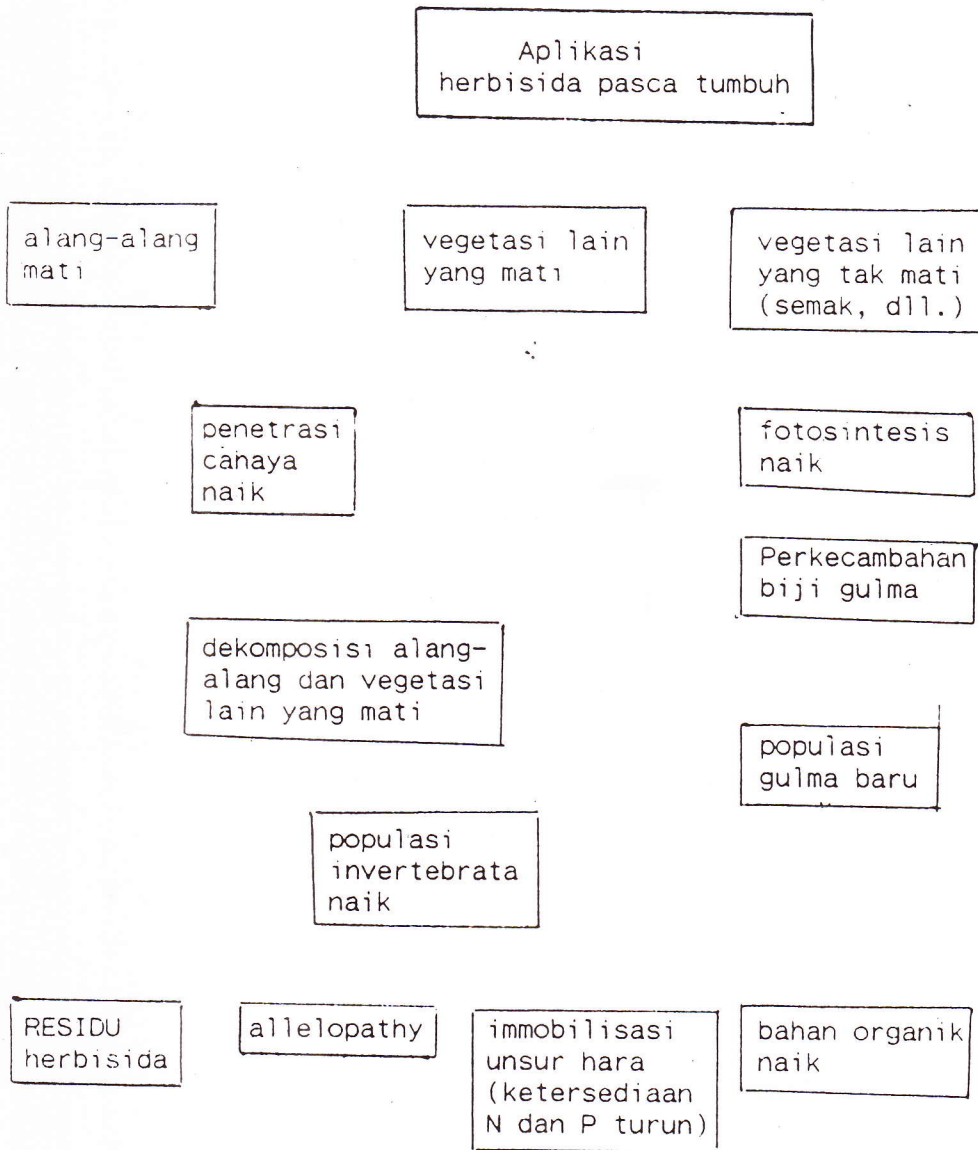 Aplikasi
herbisida pasca tumbuh
alang-alang
mati
vegetasi lain
yang mati
vegetasi lain
yang tak mati
(semak, dll.)
penetrasi
cahaya
naik
fotosintesis
naik
Perkecambahan
biji gulma
dekomposisi alang-
alang dan vegetasi
lain yang mati
populasi
gulma baru
populasi
invertebrata
naik
RESIDU
herbisida
allelopathy
immobilisasi
unsur hara
(ketersediaan
N dan P turun)
bahan organik
naik